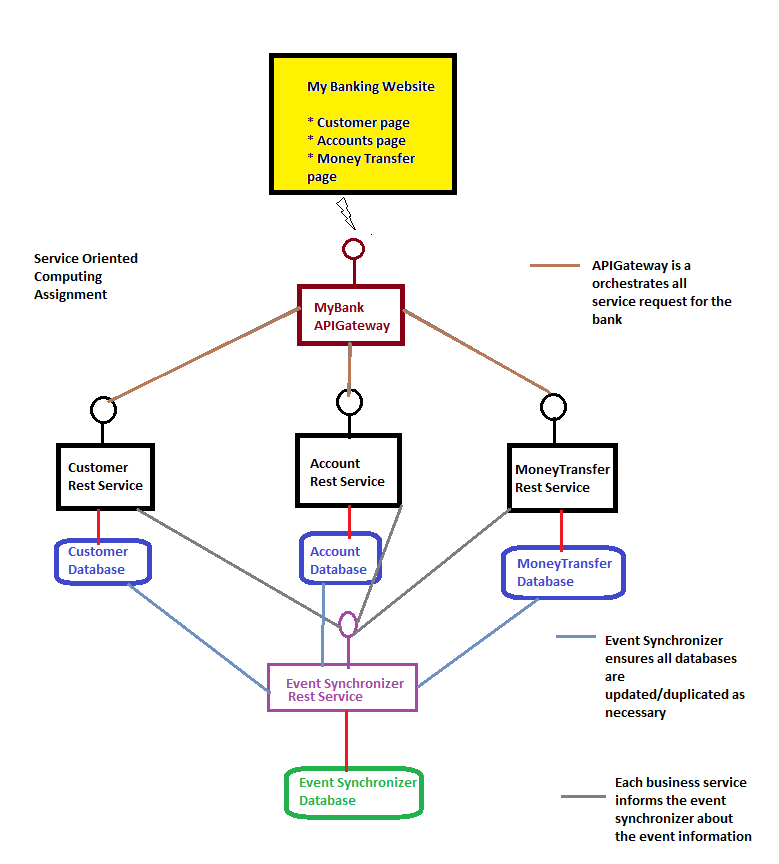 My Banking Website
* Customer page
* Accounts page
* Money Transfer
page
Service Oriented
Computing
Assignment
APIGateway is a
orchestrates all
service request for the
bank
MyBank
APIGateway
Customer
Rest Service
Account
Rest Service
MoneyTransfer
Rest Service
Customer
Database
Account
Database
MoneyTransfer
Database
Event Synchronizer
ensures all databases
are
updated/duplicated as
necessary
Event Synchronizer
Rest Service
Event Synchronizer
Database
Each business service
informs the event
synchronizer about
the event information